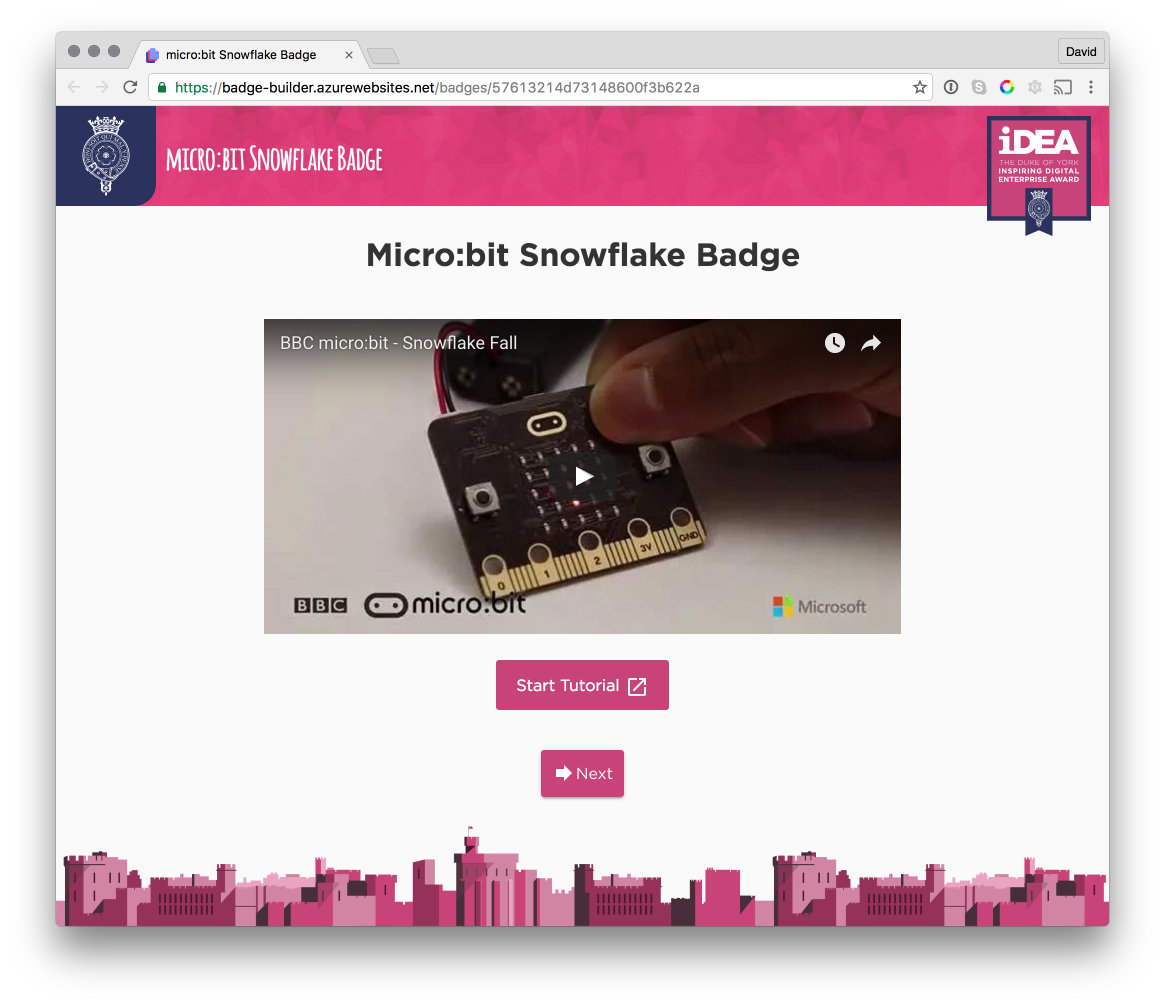 micro:bit Snowflake Badge
David
https://badge-builder.azurewebsites.net/badges/57613214d73148600f3b622a
micro:bit Snowflake Badge
iDEA
THE DUKE OF YORK
INSPIRING DIGITAL
ENTERPRISE AWARD
Micro:bit Snowflake Badge
BBC micro:bit - Snowflake Fall
0 1 2 3V GND
BBC micro:bit Microsoft
Start Tutorial
Next